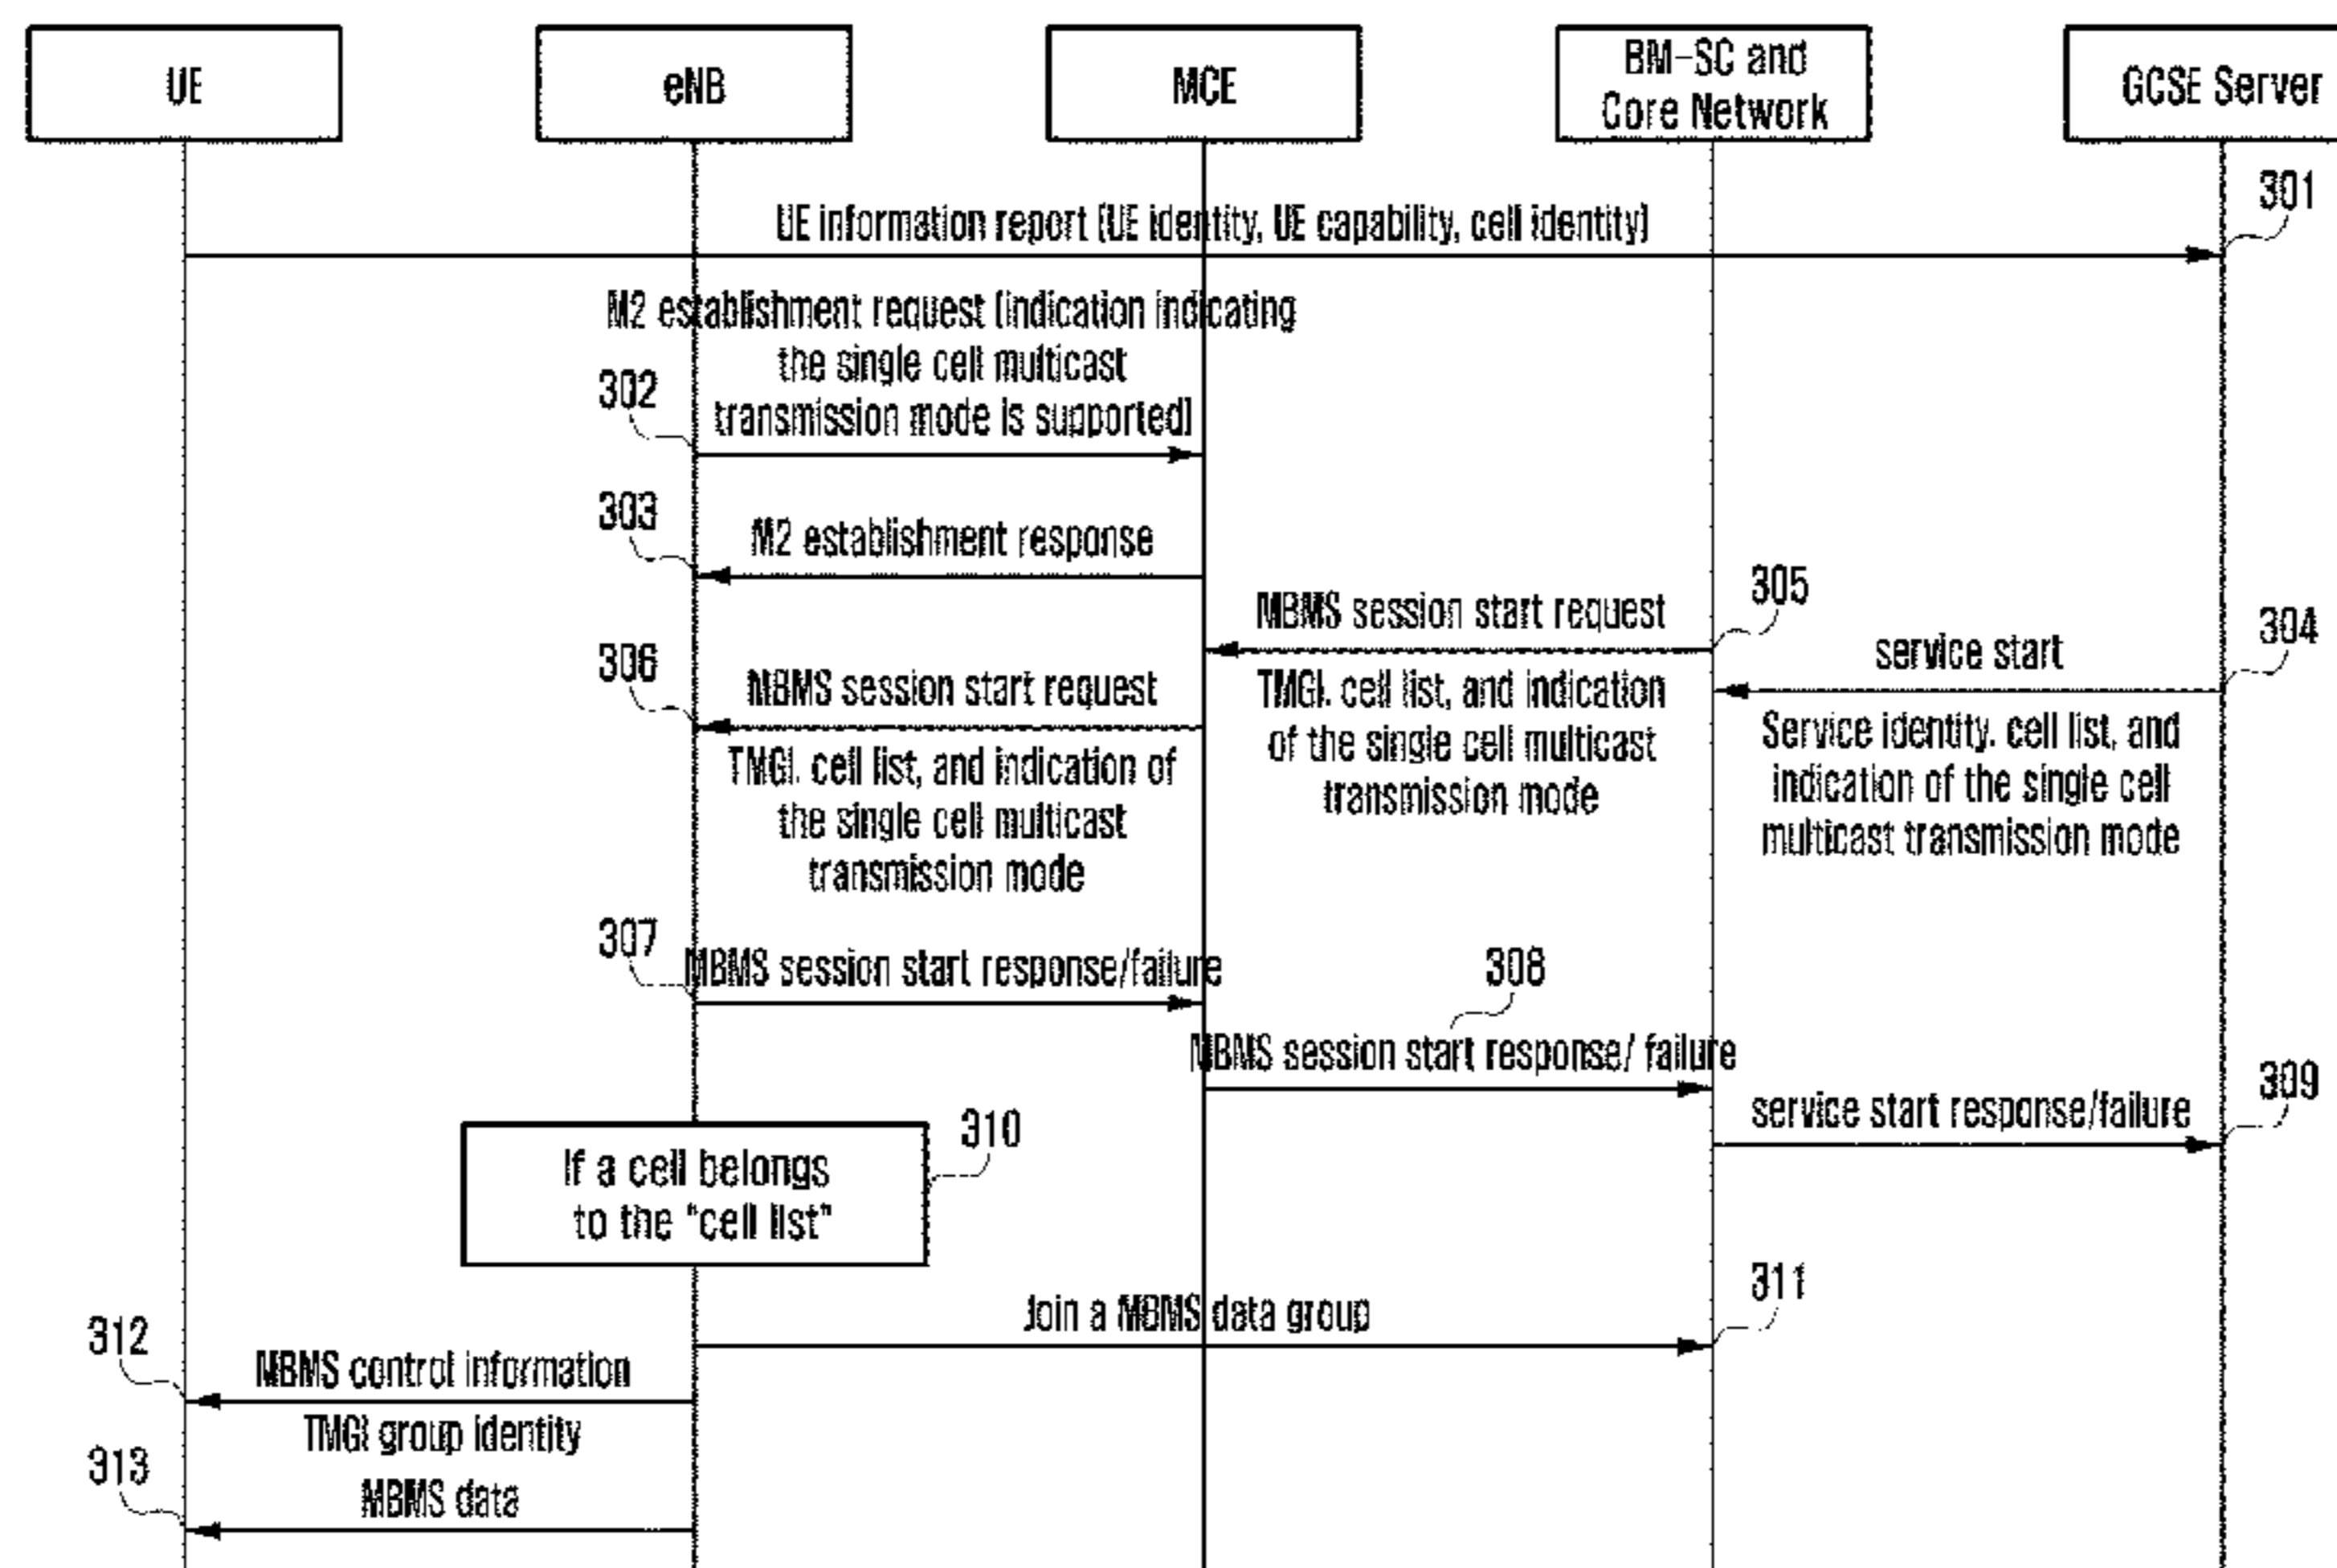 UE
eNB
MCE
BM-SC and
Core Network
GCSE Server
301
UE information report (UE identity, UE capability, cell identity)
M2 establishment request (indication indicating
the single cell multicast
transmission mode is supported)
302
303
M2 establishment response
305
MBMS session start request
304
service start
306
MBMS session start request
TMGI. cell list, and indication
of the single cell multicast
transmission mode
Service identity. cell list, and
indication of the single cell
multicast transmission mode
TMGI. cell list, and indication of
the single cell multicast
transmission mode
307
MBMS session start response/failure
308
MBMS session start response/ failure
309
service start response/failure
310
If a cell belongs
to the "cell list"
311
Join a MBMS data group
312
MBMS control information
TMGI group identity
313
MBMS data